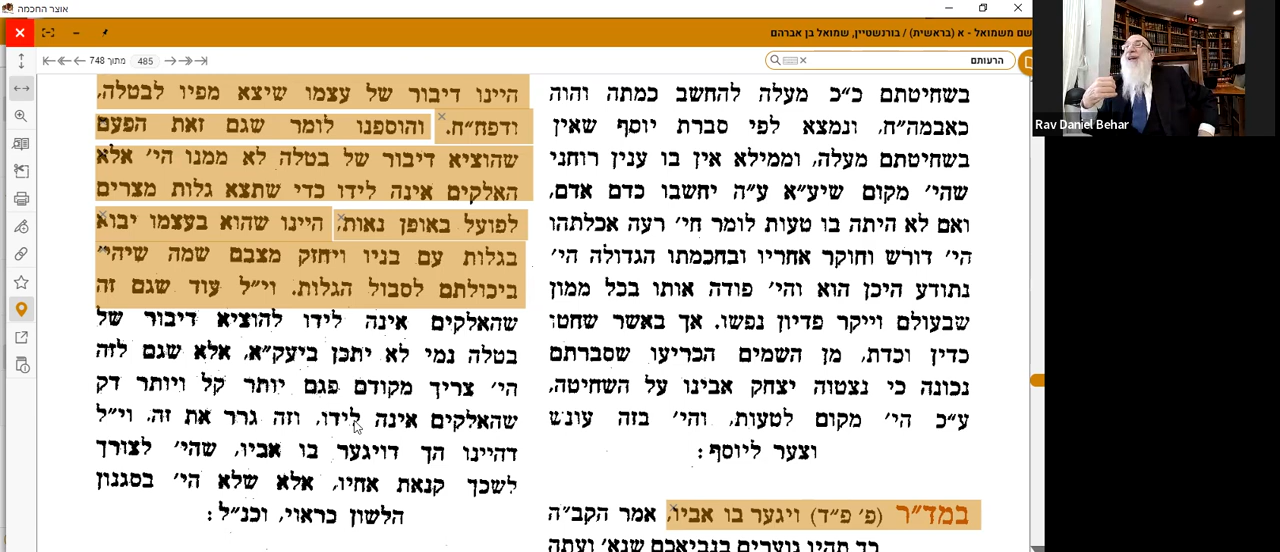 אוצר החכמה
שם משמואל - א (בראשית) / בורנשטיין, שמואל בן אברהם
485 מתוך 748
הרעותם
Rav Daniel Behar
בשחיטתם כ״כ מעלה להחשב כמתה והוה
כאבמה״ח, ונמצא לפי סברת יוסף שאין
בשחיטתם מעלה, וממילא אין בו ענין רוחני
שהי׳ מקום שיע״א ע״ה יחשבו כדם אדם,
ואם לא היתה בו טעות לומר חי׳ רעה אכלתהו
הי׳ דורש וחוקר אחריו ובחכמתו הגדולה הי׳
נתודע היכן הוא והי׳ פודה אותו בכל ממון
שבעולם וייקר פדיון נפשו. אך באשר שחטו
כדין וכדת, מן השמים הכריעו שסברתם
נכונה כי נצטוה יצחק אבינו על השחיטה,
ע״כ הי׳ מקום לטעות, והי׳ בזה עונש
וצער ליוסף:
במד״ר (פ׳ פ״ד) ויגער בו אביו, אמר הקב״ה
כך תהיו גוערים בנביאכם שנא׳ ועתה
היינו דיבור של עצמו שיצא מפיו לבטלה,
ודפח״ח. והוספנו לומר שגם זאת הפעם
שהוציא דיבור של בטלה לא ממנו הי׳ אלא
האלקים אינה לידו כדי שתצא גלות מצרים
לפועל באופן נאות, היינו שהוא בעצמו יבוא
בגלות עם בניו ויחזק מצבם שמה שיהי׳
ביכולתם לסבול הגלות. וי״ל עוד שגם זה
שהאלקים אינה לידו להוציא דיבור של
בטלה נמי לא יתכן ביעק״א, אלא שגם לזה
הי׳ צריך מקודם פגם יותר קל ויותר דק
שהאלקים אינה לידו, וזה גרר את זה, וי״ל
דהיינו הך דויגער בו אביו, שהי׳ לצורך
לשכך קנאת אחיו, אלא שלא הי׳ בסגנון
הלשון כראוי, וכנ״ל: